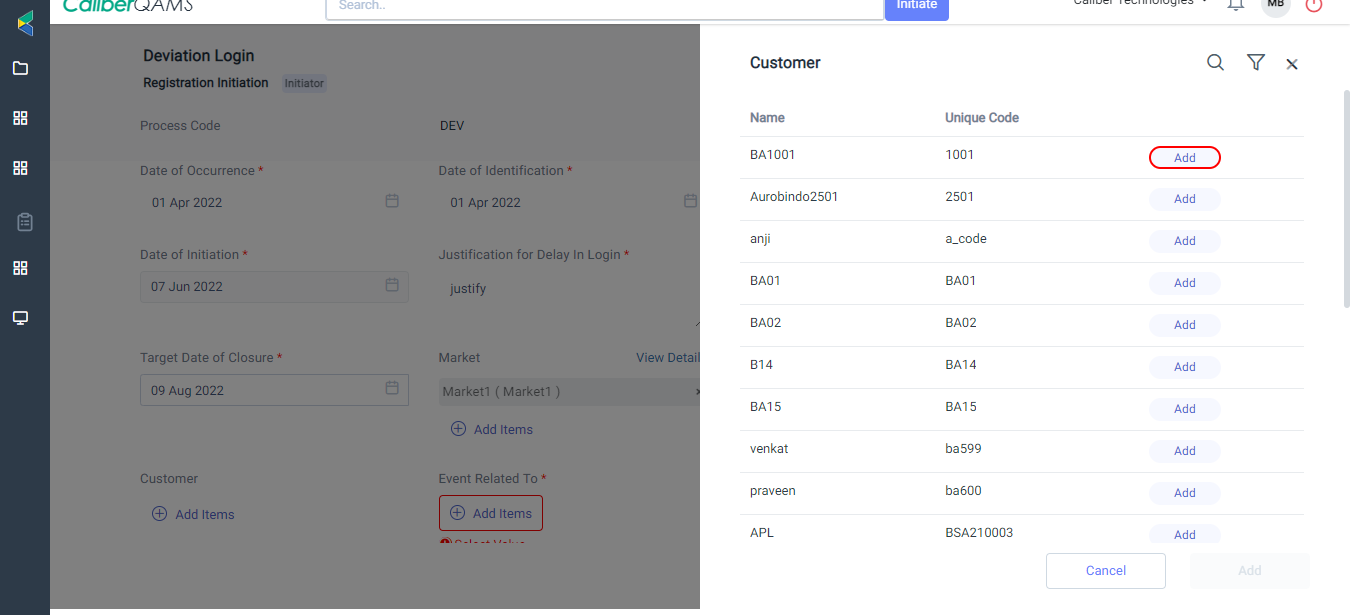 CaliberQAMS
Search..
Initiate
Caliber Technologies
MB
Deviation Login
Registration Initiation Initiator
Process Code DEV
Date of Occurrence * Date of Identification *
01 Apr 2022 01 Apr 2022
Date of Initiation * Justification for Delay In Login *
07 Jun 2022 justify
Target Date of Closure * Market View Detail
09 Aug 2022 Market1 ( Market1 )
Add Items
Customer Event Related To *
Add Items Add Items
Select Value
Customer
Name Unique Code
BA1001 1001 Add
Aurobindo2501 2501 Add
anji a_code Add
BA01 BA01 Add
BA02 BA02 Add
B14 BA14 Add
BA15 BA15 Add
venkat ba599 Add
praveen ba600 Add
APL BSA210003 Add
Cancel Add